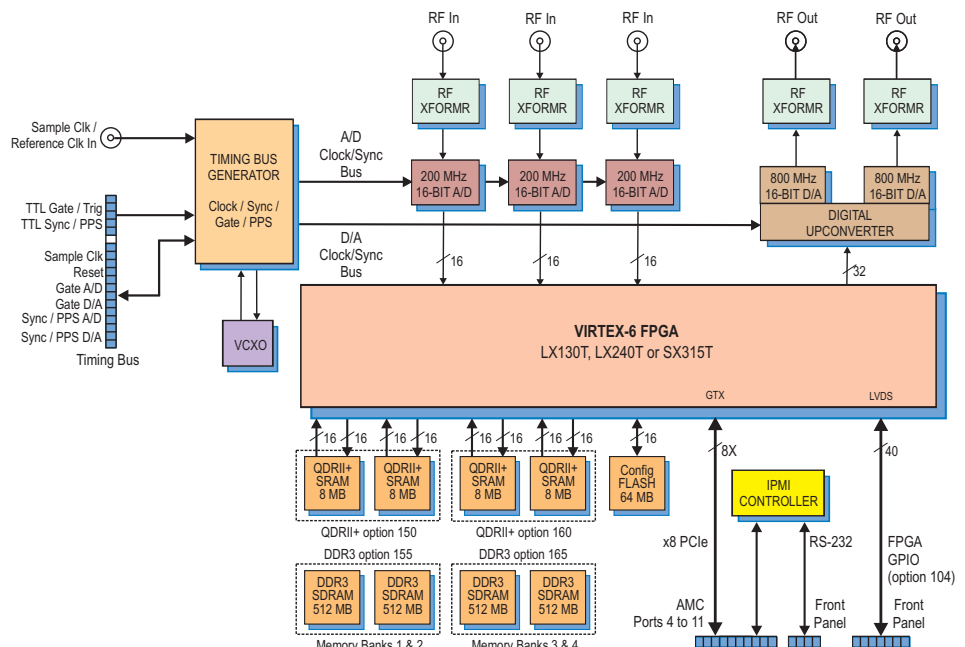 RF In
RF In
RF In
RF Out
RF Out
RF
XFORMR
RF
XFORMR
RF
XFORMR
RF
XFORMR
RF
XFORMR
Sample Clk /
Reference Clk In
TIMING BUS
GENERATOR
Clock / Sync /
Gate / PPS
A/D
Clock/Sync
Bus
200 MHz
16-BIT A/D
200 MHz
16-BIT A/D
200 MHz
16-BIT A/D
800 MHz
16-BIT D/A
800 MHz
16-BIT D/A
DIGITAL
UPCONVERTER
TTL Gate / Trig
TTL Sync / PPS
Sample Clk
Reset
Gate A/D
Gate D/A
Sync / PPS A/D
Sync / PPS D/A
Timing Bus
D/A
Clock/Sync
Bus
16
16
16
32
VCXO
VIRTEX-6 FPGA
LX130T, LX240T or SX315T
GTX
LVDS
16
16
16
16
16
16
16
16
16
8X
40
QDRII+
SRAM
8 MB
QDRII+
SRAM
8 MB
QDRII+
SRAM
8 MB
QDRII+
SRAM
8 MB
Config
FLASH
64 MB
IPMI
CONTROLLER
QDRII+ option 150
QDRII+ option 160
DDR3 option 155
DDR3 option 165
x8 PCIe
RS-232
FPGA
GPIO
(option 104)
DDR3
SDRAM
512 MB
DDR3
SDRAM
512 MB
DDR3
SDRAM
512 MB
DDR3
SDRAM
512 MB
AMC
Ports 4 to 11
Front
Panel
Front
Panel
Memory Banks 1 & 2
Memory Banks 3 & 4